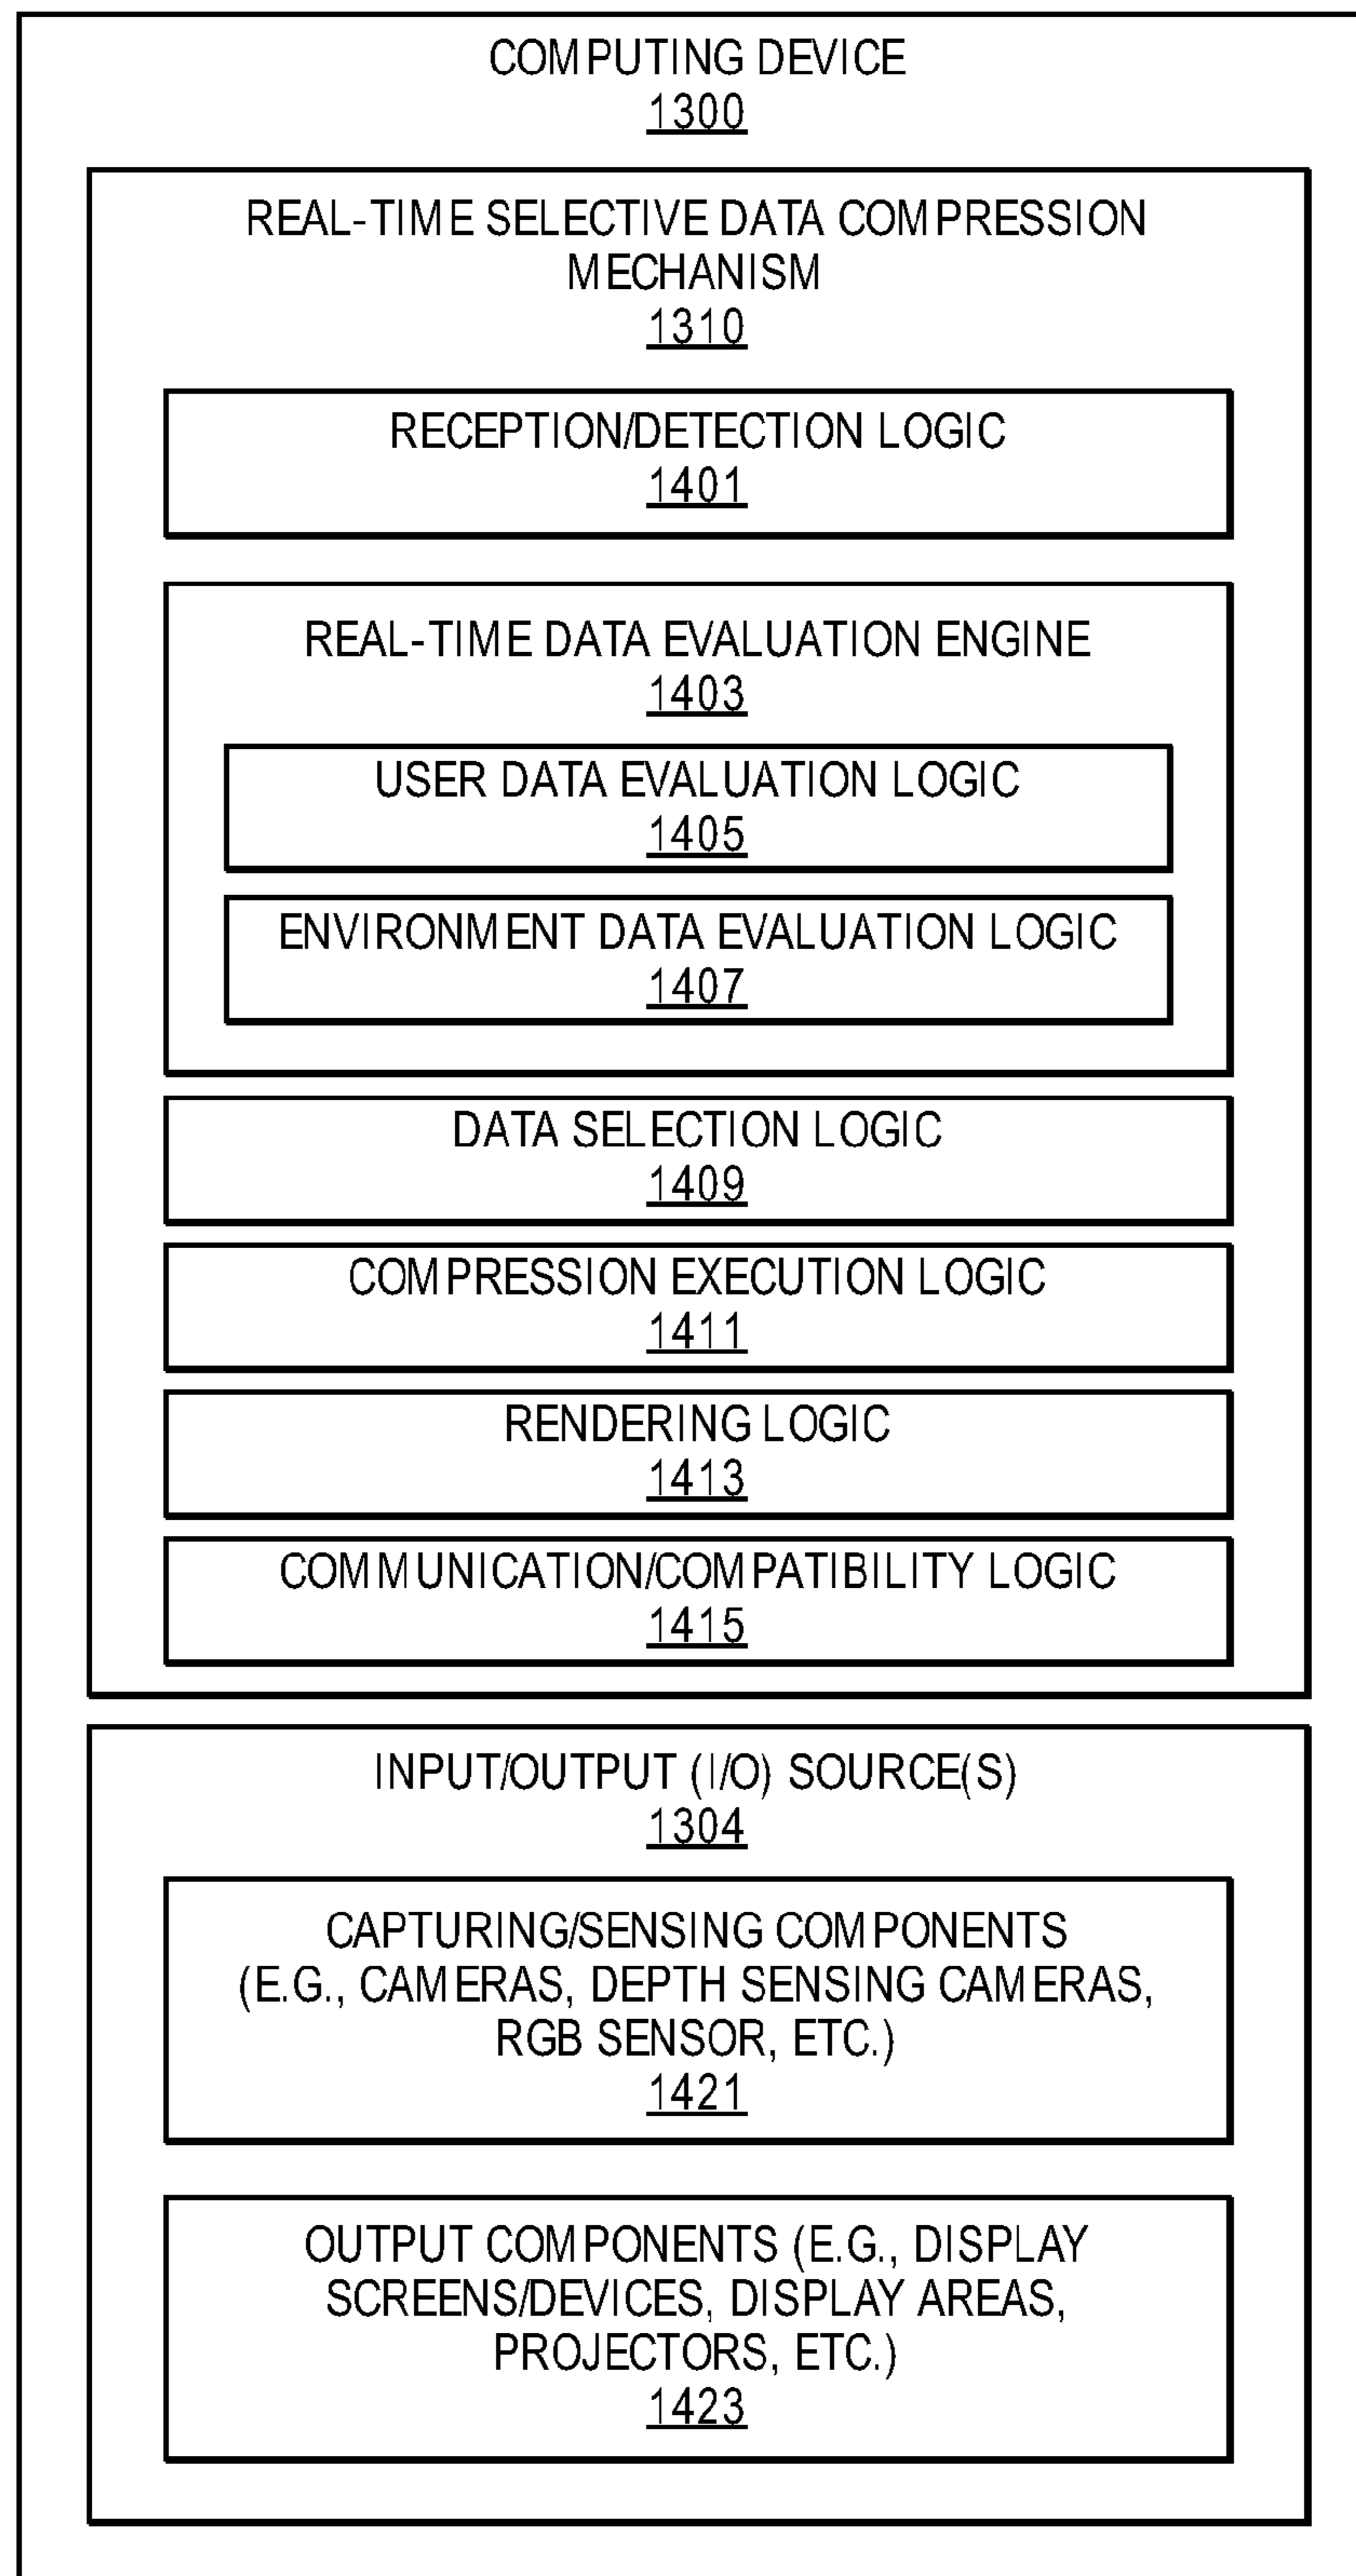 COMPUTING DEVICE
1300
REAL-TIME SELECTIVE DATA COMPRESSION
MECHANISM
1310
RECEPTION/DETECTION LOGIC
1401
REAL-TIME DATA EVALUATION ENGINE
1403
USER DATA EVALUATION LOGIC
1405
ENVIRONMENT DATA EVALUATION LOGIC
1407
DATA SELECTION LOGIC
1409
COMPRESSION EXECUTION LOGIC
1411
RENDERING LOGIC
1413
COMMUNICATION/COMPATIBILITY LOGIC
1415
INPUT/OUTPUT (I/O) SOURCE(S)
1304
CAPTURING/SENSING COMPONENTS
(E.G., CAMERAS, DEPTH SENSING CAMERAS,
RGB SENSOR, ETC.)
1421
OUTPUT COMPONENTS (E.G., DISPLAY
SCREENS/DEVICES, DISPLAY AREAS,
PROJECTORS, ETC.)
1423